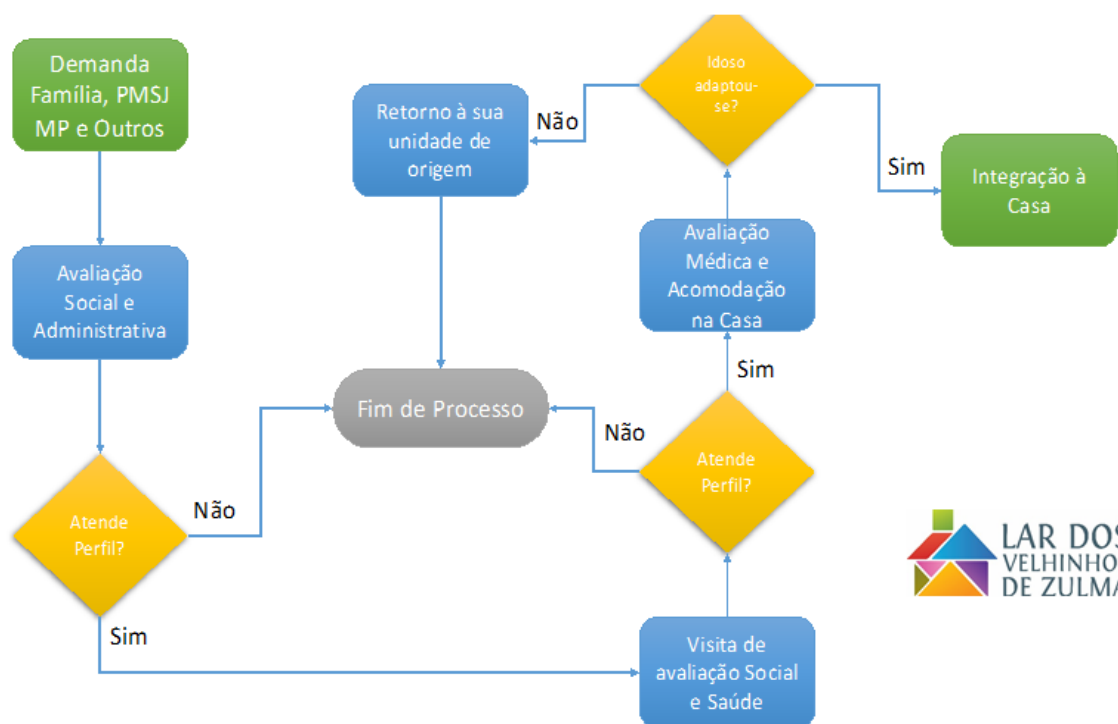 Demanda
Família, PMSJ
MP e Outros
Avaliação
Social e
Administrativa
Atende
Perfil?
Não
Sim
Visita de
avaliação Social
e Saúde
Atende
Perfil?
Não
Fim de Processo
Sim
Avaliação
Médica e
Acomodação
na Casa
Idoso
adaptou-
se?
Não
Retorno à sua
unidade de
origem
Sim
Integração à
Casa
LAR DOS
VELHINHO
DE ZULMA